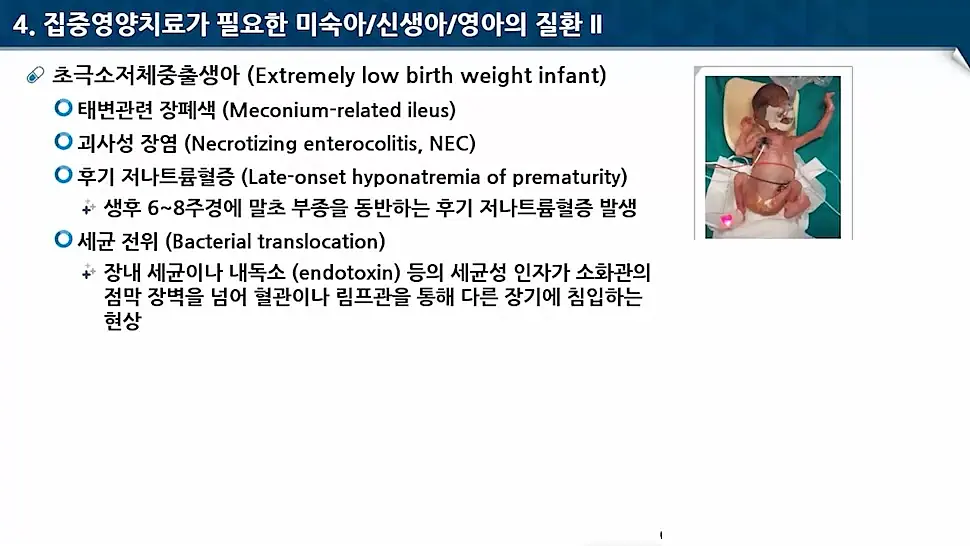 4. 집중영양치료가 필요한 미숙아/신생아/영아의 질환 II
초극소저체중출생아 (Extremely low birth weight infant)
태변관련 장폐색 (Meconium-related ileus)
괴사성 장염 (Necrotizing enterocolitis, NEC)
후기 저나트륨혈증 (Late-onset hyponatremia of prematurity)
생후 6~8주경에 말초 부종을 동반하는 후기 저나트륨혈증 발생
세균 전위 (Bacterial translocation)
장내 세균이나 내독소 (endotoxin) 등의 세균성 인자가 소화관의
점막 장벽을 넘어 혈관이나 림프관을 통해 다른 장기에 침입하는
현상